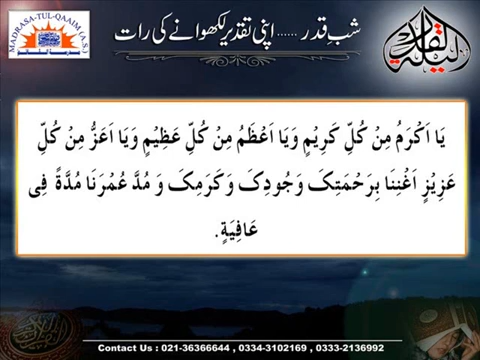 MADRASA-TUL-QAAIM (A.S.)
شبِ قدر ...... اپنی تقدیر لکھوانے کی رات
يَا اَكْرَمُ مِنْ كُلِّ كَرِيْمٍ وَيَا اَعْظَمُ مِنْ كُلِّ عَظِيْمٍ وَيَا اَعَزُّ مِنْ كُلِّ
عَزِيْزٍ اَغْنِنَا بِرَحْمَتِكَ وَجُودِكَ وَكَرَمِكَ وَ مُدَّ عُمْرَنَا مُدَّةً فِى
عَافِيَةٍ.
Contact Us : 021-36366644 , 0334-3102169 , 0333-2136992